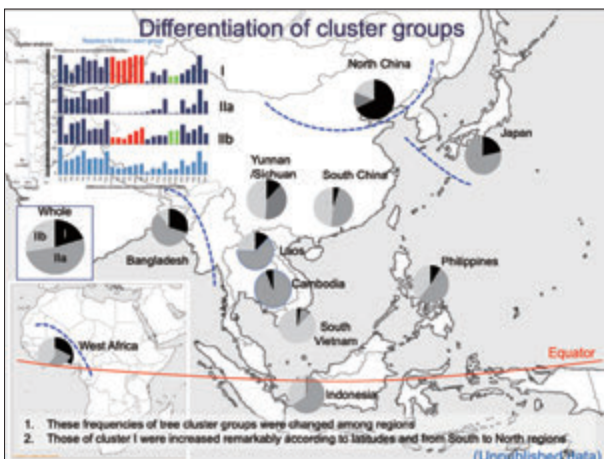 Differentiation of cluster groups
Cluster analysis
I
IIa
IIb
North China
Japan
Yunnan
/Sichuan
South China
Whole
IIb
I
IIa
Bangladesh
Laos
Cambodia
Philippines
South
Vietnam
West Africa
Equator
Indonesia
1. These frequencies of tree cluster groups were changed among regions
2. Those of cluster I were increased remarkably according to latitudes and from South to North regions
(Unpublished data)